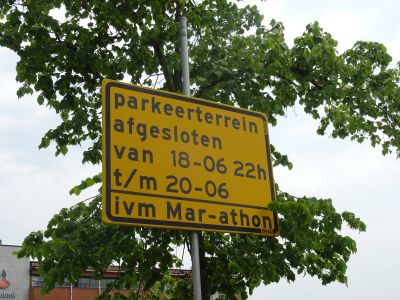 parkeerterrein
afgesloten
van 18-06 22h
t/m 20-06
ivm Mar-athon